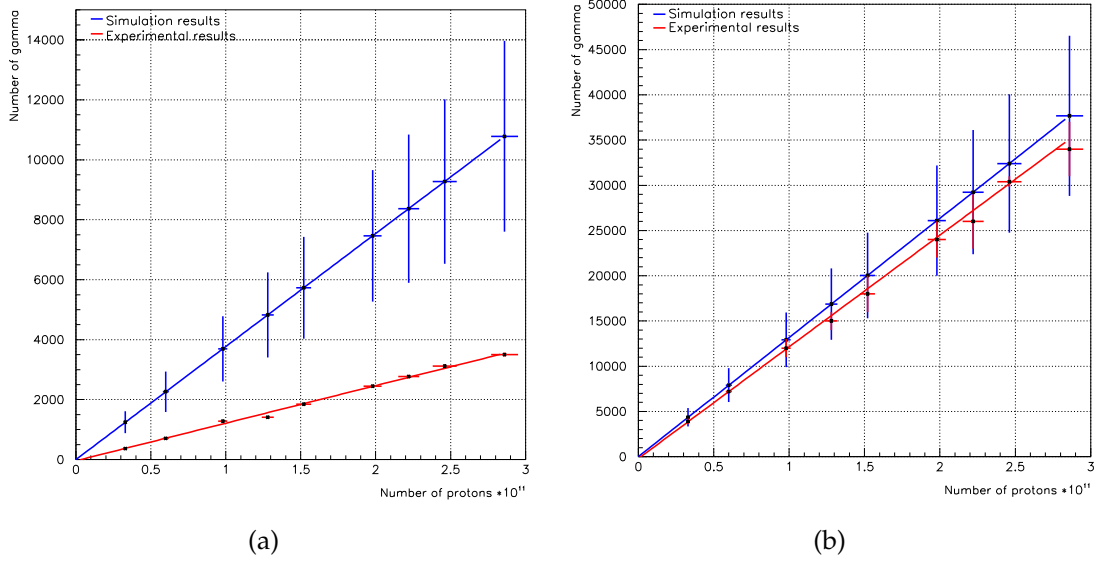 Number of gamma
Simulation results
Experimental results
14000
12000
10000
8000
6000
4000
2000
0
0 0.5 1 1.5 2 2.5 3
Number of protons *10¹¹
(a)
Number of gamma
Simulation results
Experimental results
50000
45000
40000
35000
30000
25000
20000
15000
10000
5000
0
0 0.5 1 1.5 2 2.5 3
Number of protons *10¹¹
(b)